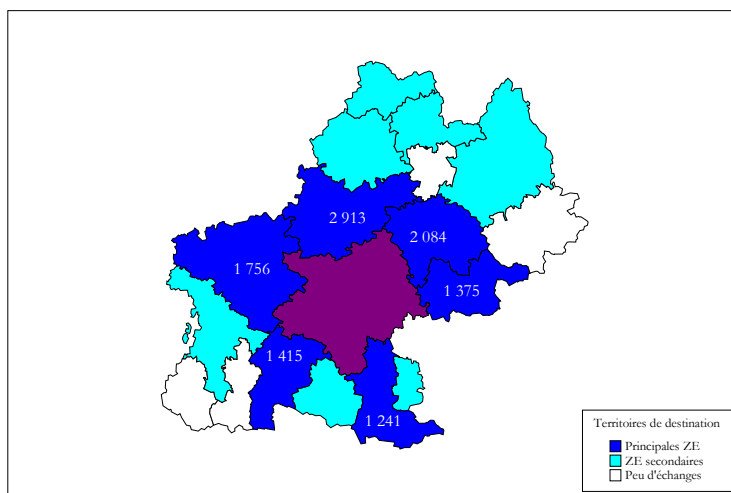 2 913
2 084
1 756
1 375
1 415
1 241
Territoires de destination
Principales ZE
ZE secondaires
Peu d'échanges